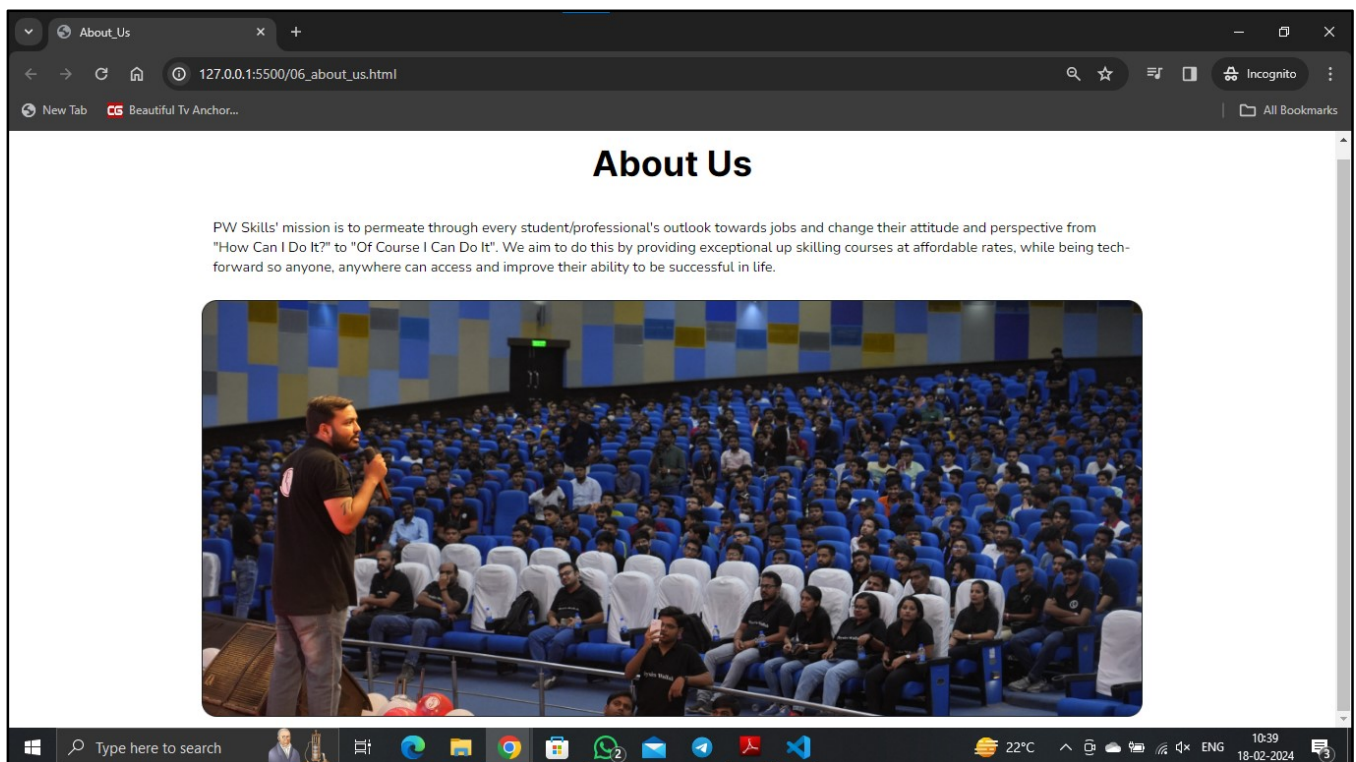 About_Us
127.0.0.1:5500/06_about_us.html
Incognito
New Tab
CG Beautiful Tv Anchor...
All Bookmarks
About Us
PW Skills' mission is to permeate through every student/professional's outlook towards jobs and change their attitude and perspective from
"How Can I Do It?" to "Of Course I Can Do It". We aim to do this by providing exceptional up skilling courses at affordable rates, while being tech-
forward so anyone, anywhere can access and improve their ability to be successful in life.
Type here to search
2
22°C
ENG
10:39
18-02-2024
3